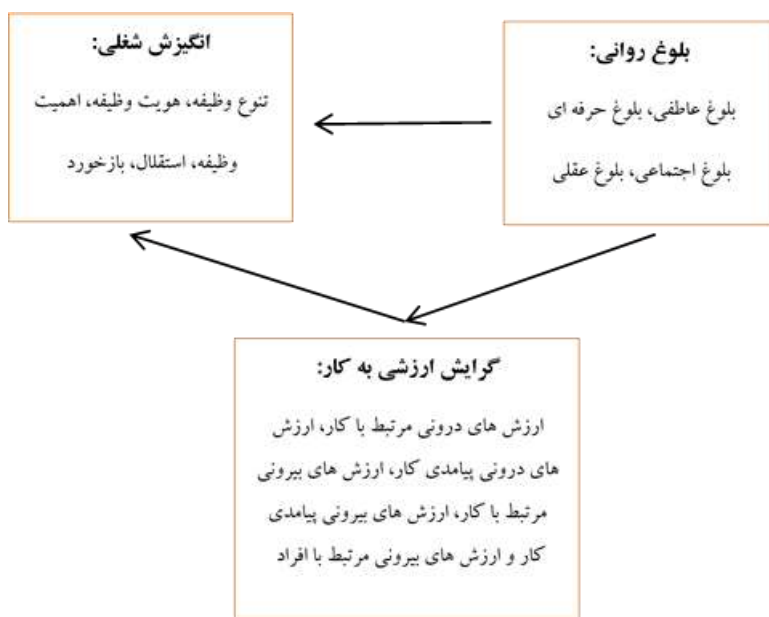 بلوغ روانی:
بلوغ عاطفی، بلوغ حرفه ای
بلوغ اجتماعی، بلوغ عقلی
انگیزش شغلی:
تنوع وظیفه، هویت وظیفه، اهمیت
وظیفه، استقلال، بازخورد
گرایش ارزشی به کار:
ارزش های درونی مرتبط با کار، ارزش
های درونی پیامدی کار، ارزش های بیرونی
مرتبط با کار، ارزش های بیرونی پیامدی
کار و ارزش های بیرونی مرتبط با افراد